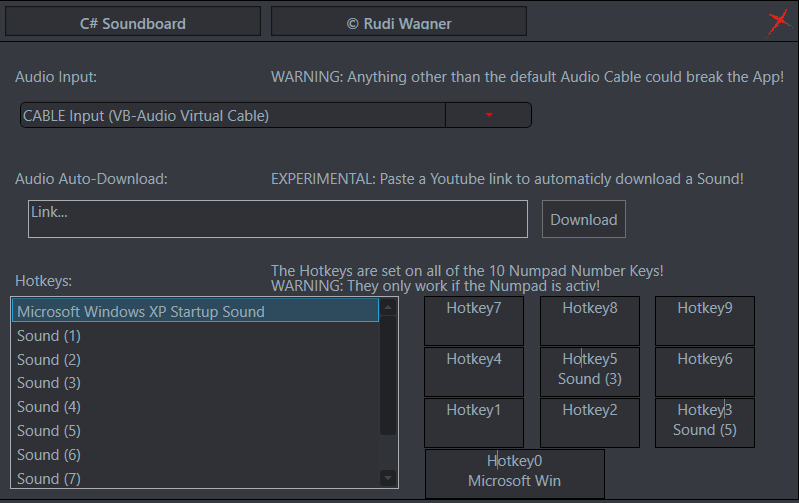 C# Soundboard
© Rudi Wagner
Audio Input:
WARNING: Anything other than the default Audio Cable could break the App!
CABLE Input (VB-Audio Virtual Cable)
Audio Auto-Download:
EXPERIMENTAL: Paste a Youtube link to automaticly download a Sound!
Link...
Download
The Hotkeys are set on all of the 10 Numpad Number Keys!
Hotkeys:
WARNING: They only work if the Numpad is activ!
Microsoft Windows XP Startup Sound
Sound (1)
Sound (2)
Sound (3)
Sound (4)
Sound (5)
Sound (6)
Sound (7)
Hotkey7
Hotkey8
Hotkey9
Hotkey4
Hotkey5
Sound (3)
Hotkey6
Hotkey1
Hotkey2
Hotkey3
Sound (5)
Hotkey0
Microsoft Win